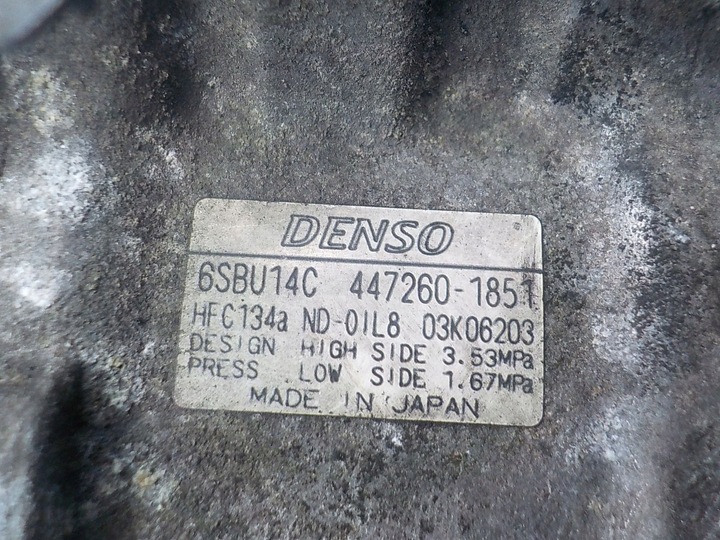 DENSO
6SBU14C 447260-1851
HFC134a ND-OIL8 03K06203
DESIGN HIGH SIDE 3.53MPa
PRESS LOW SIDE 1.67MPa
MADE IN JAPAN